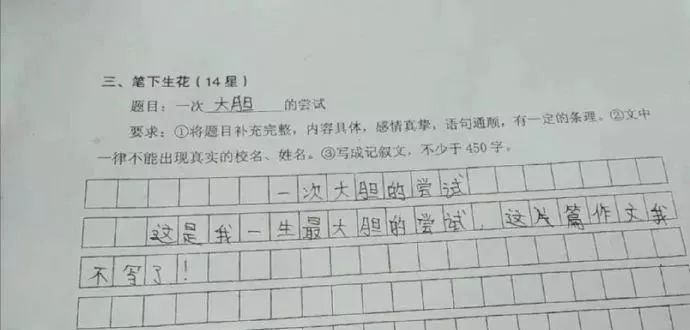 三、笔下生花（14星）
题目：一次 大胆 的尝试
要求：①将题目补充完整，内容具体，感情真挚，语句通顺，有一定的条理。②文中
一律不能出现真实的校名、姓名。③写成记叙文，不少于450字。
一次大胆的尝试
这是我一生最大胆的尝试，这篇作文我
不写了！